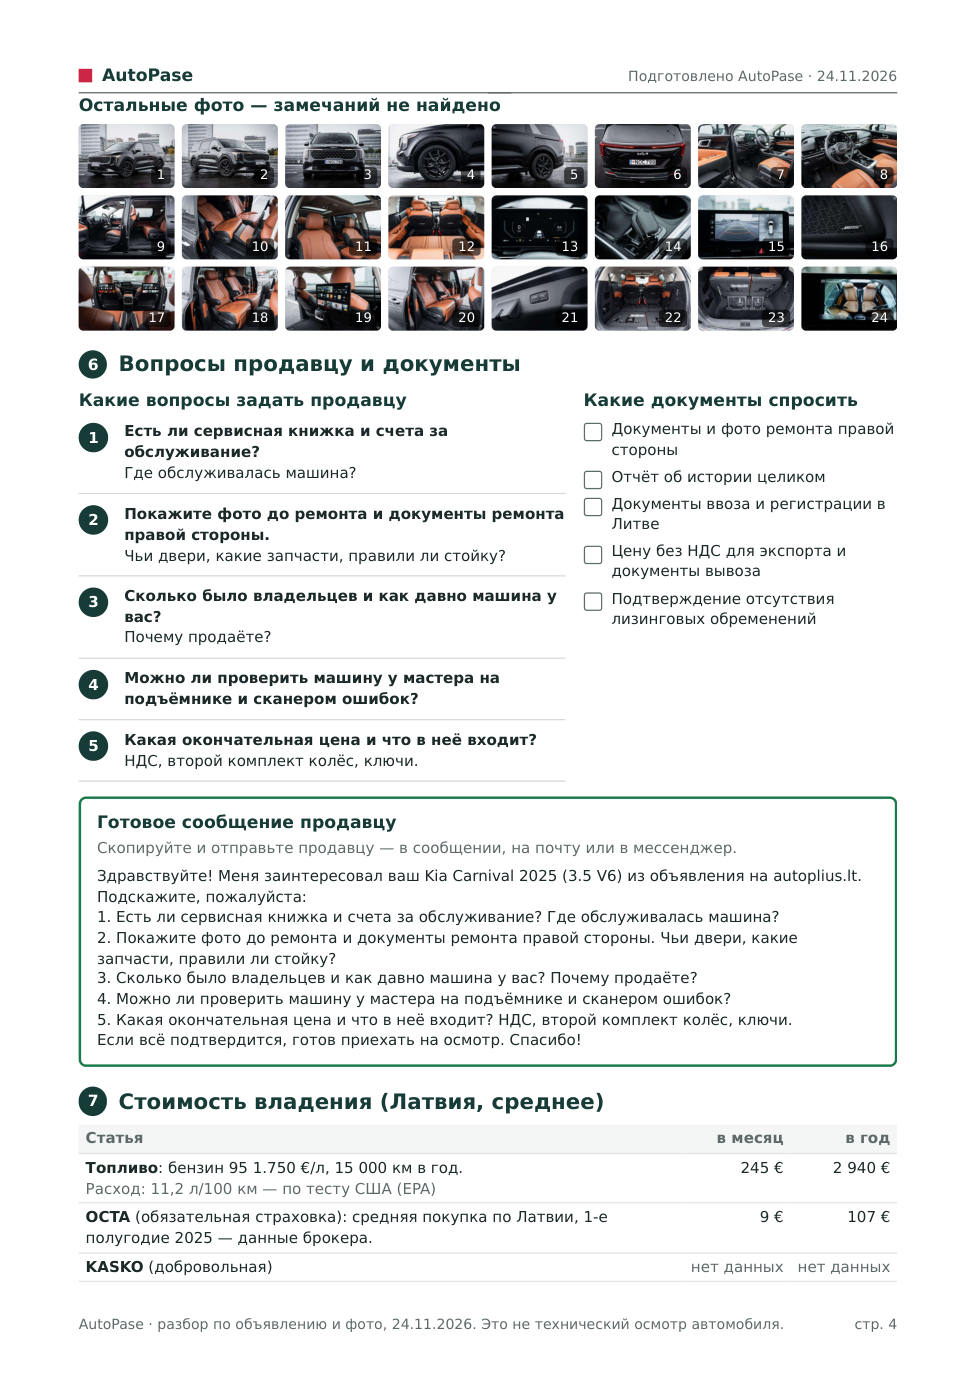 AutoPase
Подготовлено AutoPase · 24.11.2026
Остальные фото — замечаний не найдено
1 2 3 4 5 6 7 8
9 10 11 12 13 14 15 16
17 18 19 20 21 22 23 24
6 Вопросы продавцу и документы
Какие вопросы задать продавцу
1 Есть ли сервисная книжка и счета за
обслуживание?
Где обслуживалась машина?
2 Покажите фото до ремонта и документы ремонта
правой стороны.
Чьи двери, какие запчасти, правили ли стойку?
3 Сколько было владельцев и как давно машина у
вас?
Почему продаёте?
4 Можно ли проверить машину у мастера на
подъёмнике и сканером ошибок?
5 Какая окончательная цена и что в неё входит?
НДС, второй комплект колёс, ключи.
Какие документы спросить
Документы и фото ремонта правой
стороны
Отчёт об истории целиком
Документы ввоза и регистрации в
Литве
Цену без НДС для экспорта и
документы вывоза
Подтверждение отсутствия
лизинговых обременений
Готовое сообщение продавцу
Скопируйте и отправьте продавцу — в сообщении, на почту или в мессенджер.
Здравствуйте! Меня заинтересовал ваш Kia Carnival 2025 (3.5 V6) из объявления на autoplius.lt.
Подскажите, пожалуйста:
1. Есть ли сервисная книжка и счета за обслуживание? Где обслуживалась машина?
2. Покажите фото до ремонта и документы ремонта правой стороны. Чьи двери, какие
запчасти, правили ли стойку?
3. Сколько было владельцев и как давно машина у вас? Почему продаёте?
4. Можно ли проверить машину у мастера на подъёмнике и сканером ошибок?
5. Какая окончательная цена и что в неё входит? НДС, второй комплект колёс, ключи.
Если всё подтвердится, готов приехать на осмотр. Спасибо!
7 Стоимость владения (Латвия, среднее)
Статья в месяц в год
Топливо: бензин 95 1.750 €/л, 15 000 км в год. 245 € 2 940 €
Расход: 11,2 л/100 км — по тесту США (EPA)
ОСТА (обязательная страховка): средняя покупка по Латвии, 1-е 9 € 107 €
полугодие 2025 — данные брокера.
KASKO (добровольная) нет данных нет данных
AutoPase · разбор по объявлению и фото, 24.11.2026. Это не технический осмотр автомобиля. стр. 4